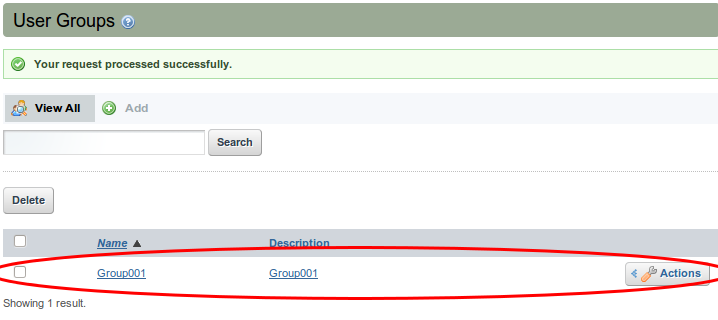 User Groups ?
Your request processed successfully.
View All Add
Search
Delete
Name Description
Group001 Group001 Actions
Showing 1 result.